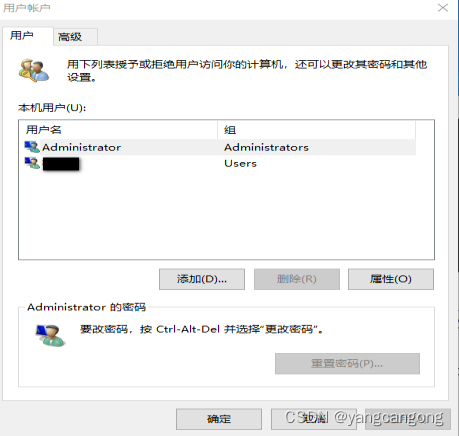 用户帐户
用户
高级
用下列表授予或拒绝用户访问你的计算机，还可以更改其密码和其他
设置。
本机用户(U):
用户名 组
Administrator Administrators
Users
添加(D)... 删除(R) 属性(O)
Administrator 的密码
要改密码，按 Ctrl-Alt-Del 并选择“更改密码”。
重置密码(P)...
确定 取消
CSDN @yangcangong